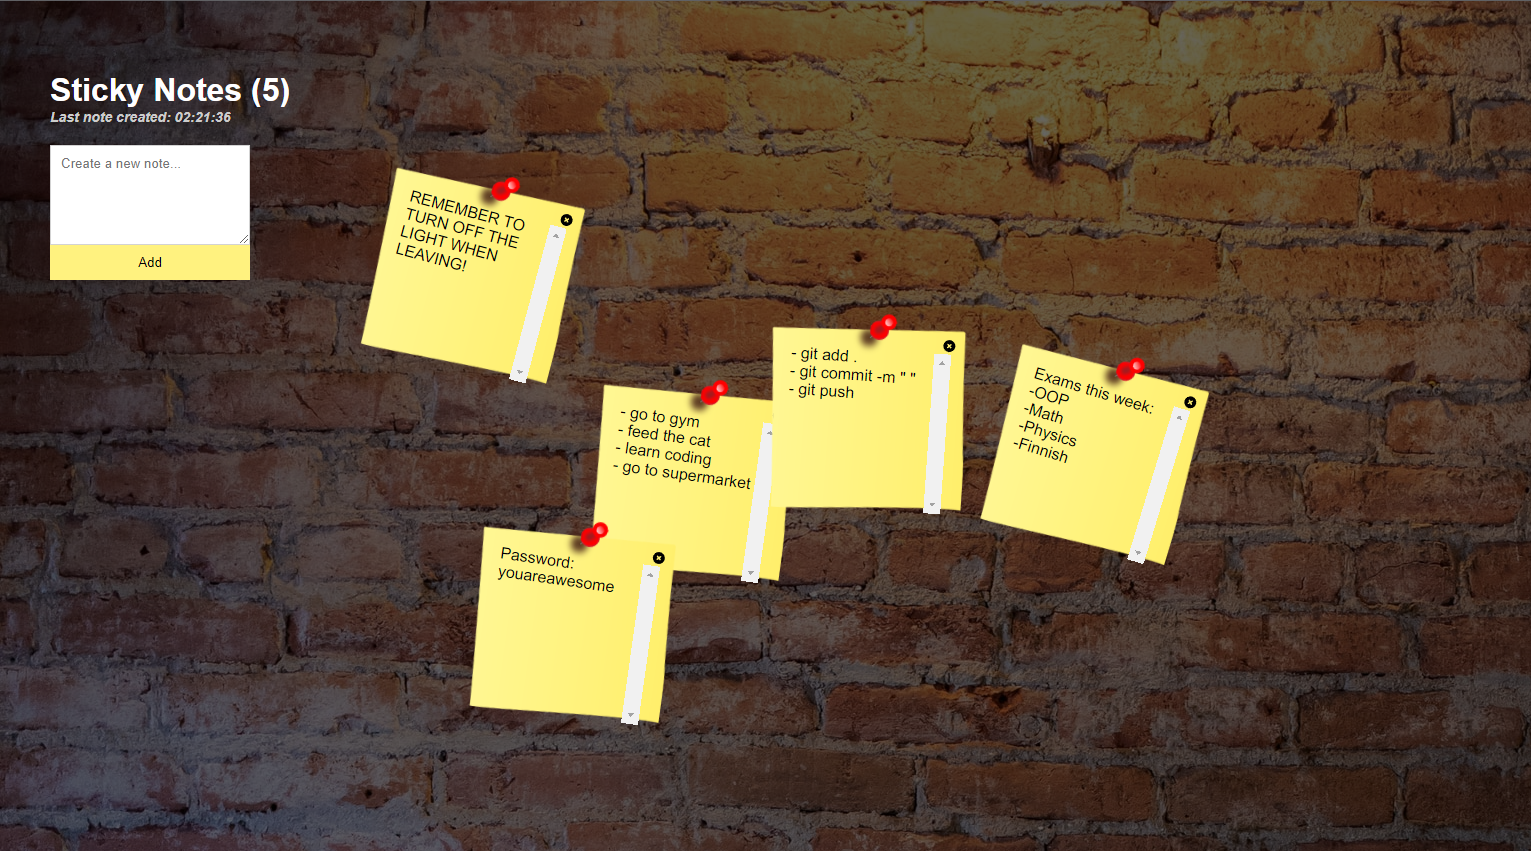 Sticky Notes (5)
Last note created: 02:21:36
Create a new note...
Add
REMEMBER TO
TURN OFF THE
LIGHT WHEN
LEAVING!
- go to gym
- feed the cat
- learn coding
- go to supermarket
- git add .
- git commit -m " "
- git push
Exams this week:
-OOP
-Math
-Physics
-Finnish
Password:
youareawesome